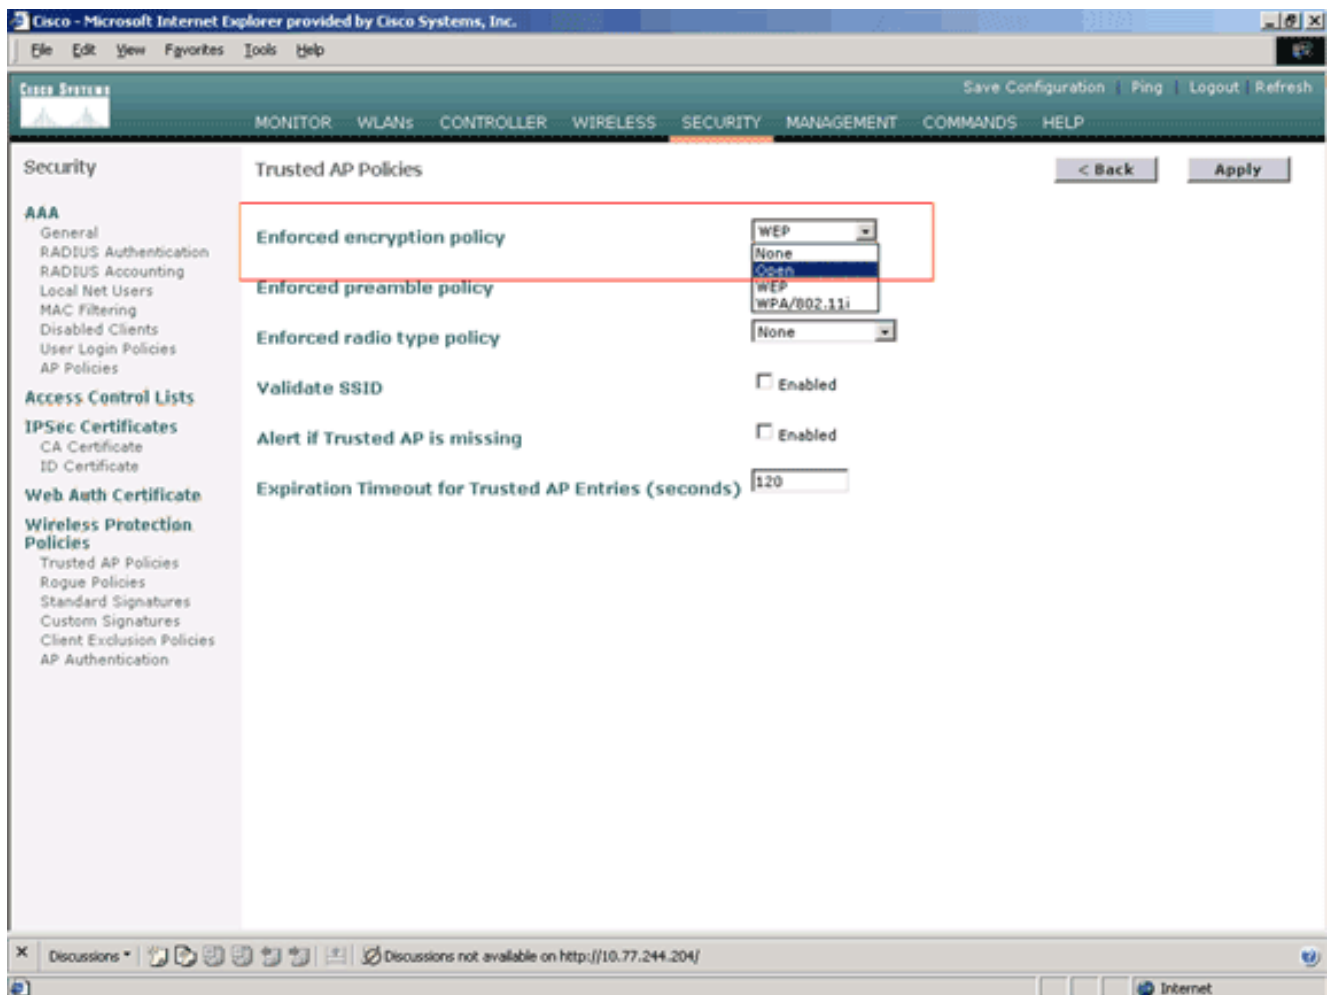 Cisco - Microsoft Internet Explorer provided by Cisco Systems, Inc.
File Edit View Favorites Tools Help
CISCO SYSTEMS
Save Configuration | Ping | Logout | Refresh
MONITOR WLANs CONTROLLER WIRELESS SECURITY MANAGEMENT COMMANDS HELP
Security
AAA
General
RADIUS Authentication
RADIUS Accounting
Local Net Users
MAC Filtering
Disabled Clients
User Login Policies
AP Policies
Access Control Lists
IPSec Certificates
CA Certificate
ID Certificate
Web Auth Certificate
Wireless Protection
Policies
Trusted AP Policies
Rogue Policies
Standard Signatures
Custom Signatures
Client Exclusion Policies
AP Authentication
Trusted AP Policies
< Back Apply
Enforced encryption policy WEP
None
Open
WEP
WPA/802.11i
Enforced preamble policy
Enforced radio type policy None
Validate SSID Enabled
Alert if Trusted AP is missing Enabled
Expiration Timeout for Trusted AP Entries (seconds) 120
Discussions Discussions not available on http://10.77.244.204/
Internet